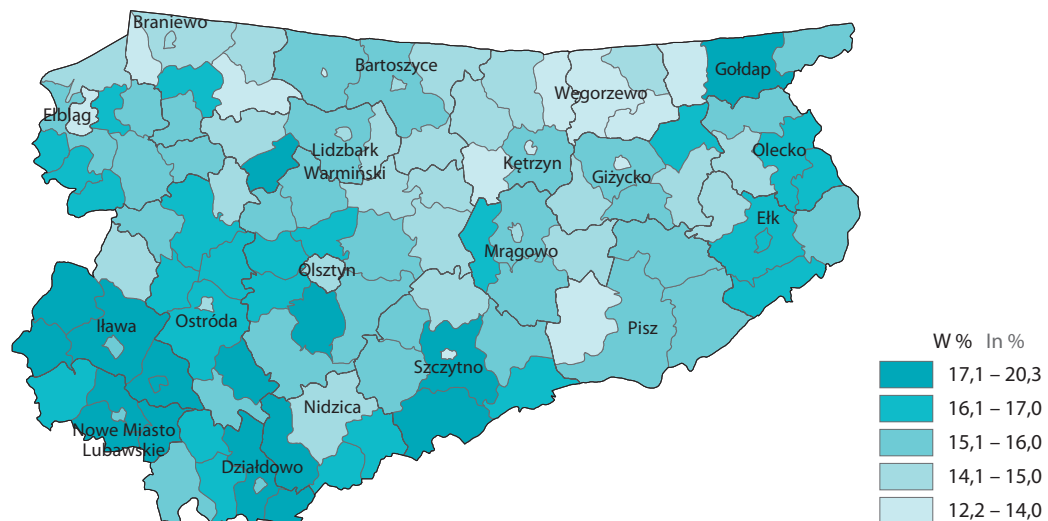 Braniewo
Bartoszyce
Gołdap
Węgorzewo
Elbląg
Lidzbark
Warmiński
Kętrzyn
Olecko
Giżycko
Ełk
Mrągowo
Olsztyn
Iława
Ostróda
Pisz
Szczytno
Nidzica
Nowe Miasto
Lubawskie
Działdowo
W % In %
17,1 – 20,3
16,1 – 17,0
15,1 – 16,0
14,1 – 15,0
12,2 – 14,0